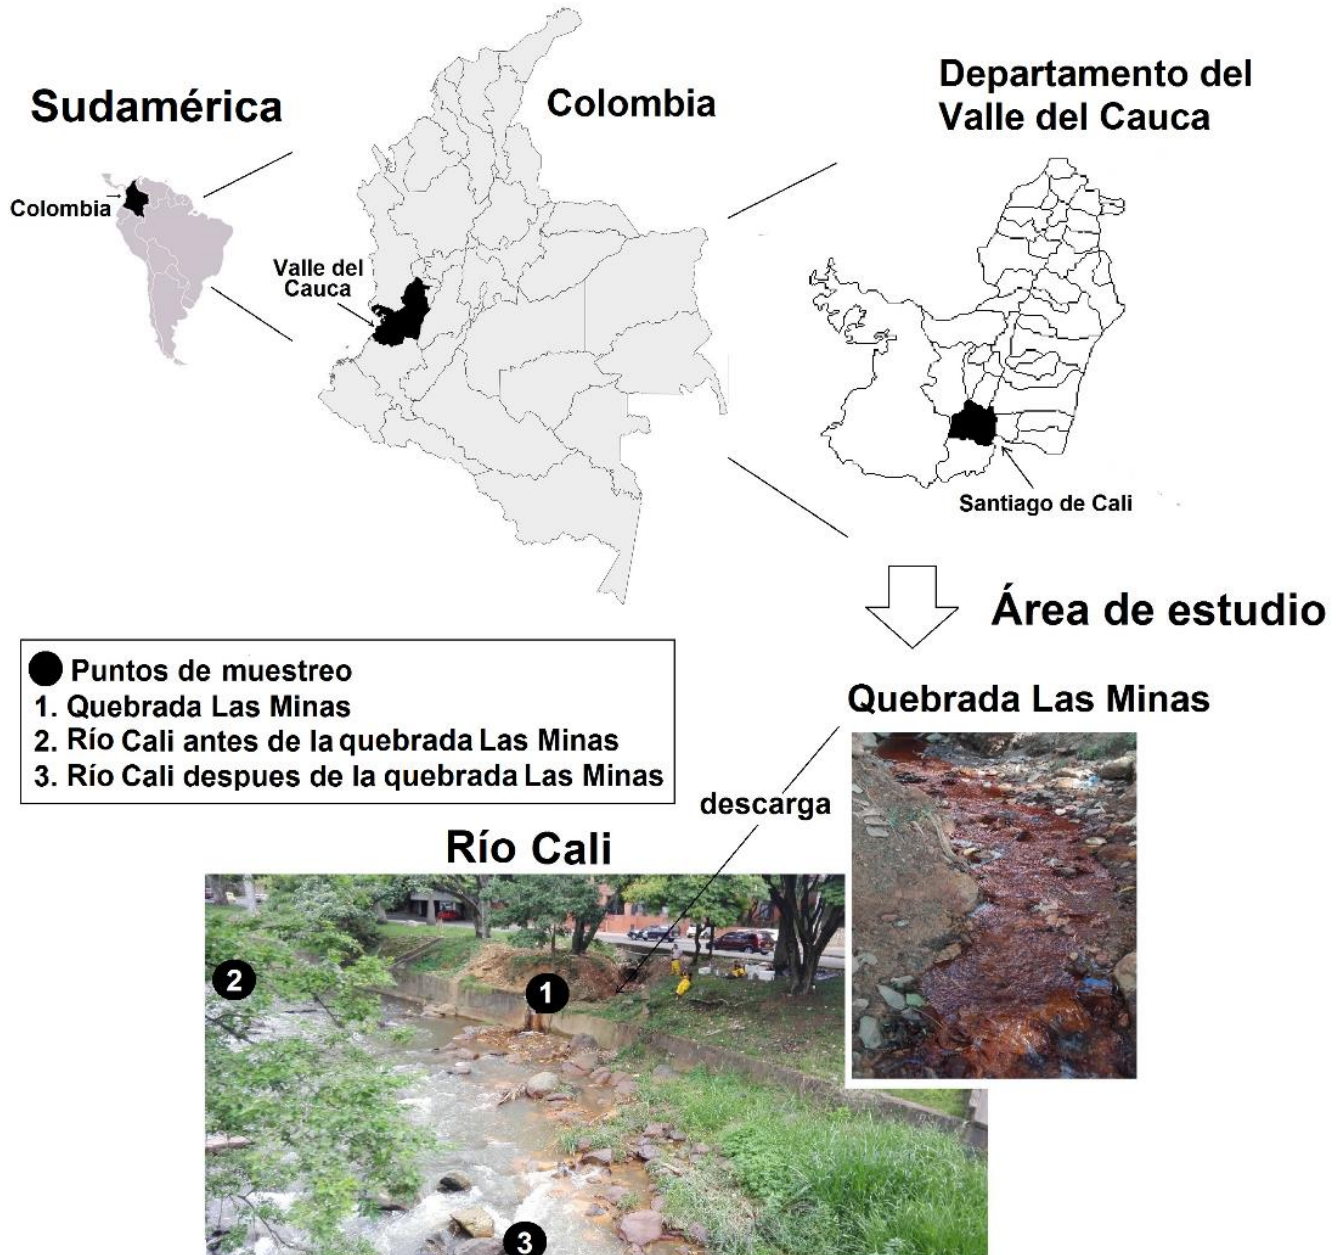 Sudamérica
Colombia
Colombia
Valle del
Cauca
Departamento del
Valle del Cauca
Santiago de Cali
Área de estudio
Puntos de muestreo
1. Quebrada Las Minas
2. Río Cali antes de la quebrada Las Minas
3. Río Cali despues de la quebrada Las Minas
Quebrada Las Minas
descarga
Río Cali
2
1
3